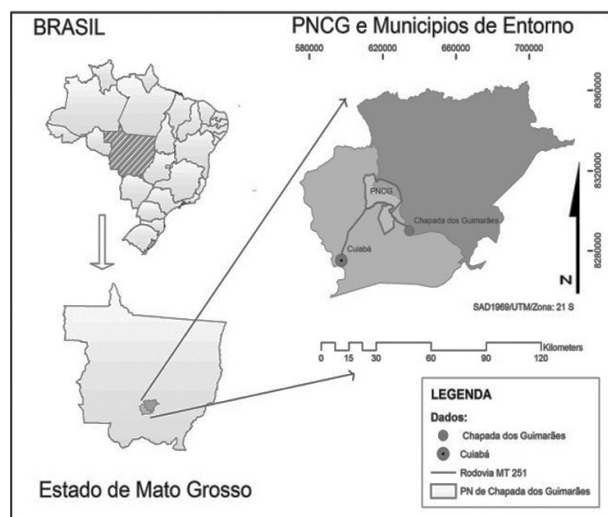 BRASIL
PNCG e Municipios de Entorno
580000 620000 660000 700000
8360000
8320000
8280000
PNCG
Chapada dos Guimarães
Cuiabá
N
SAD1969/UTM/Zona: 21 S
Kilometers
0 15 30 60 90 120
LEGENDA
Dados:
Chapada dos Guimarães
Cuiabá
Rodovia MT 251
PN de Chapada dos Guimarães
Estado de Mato Grosso